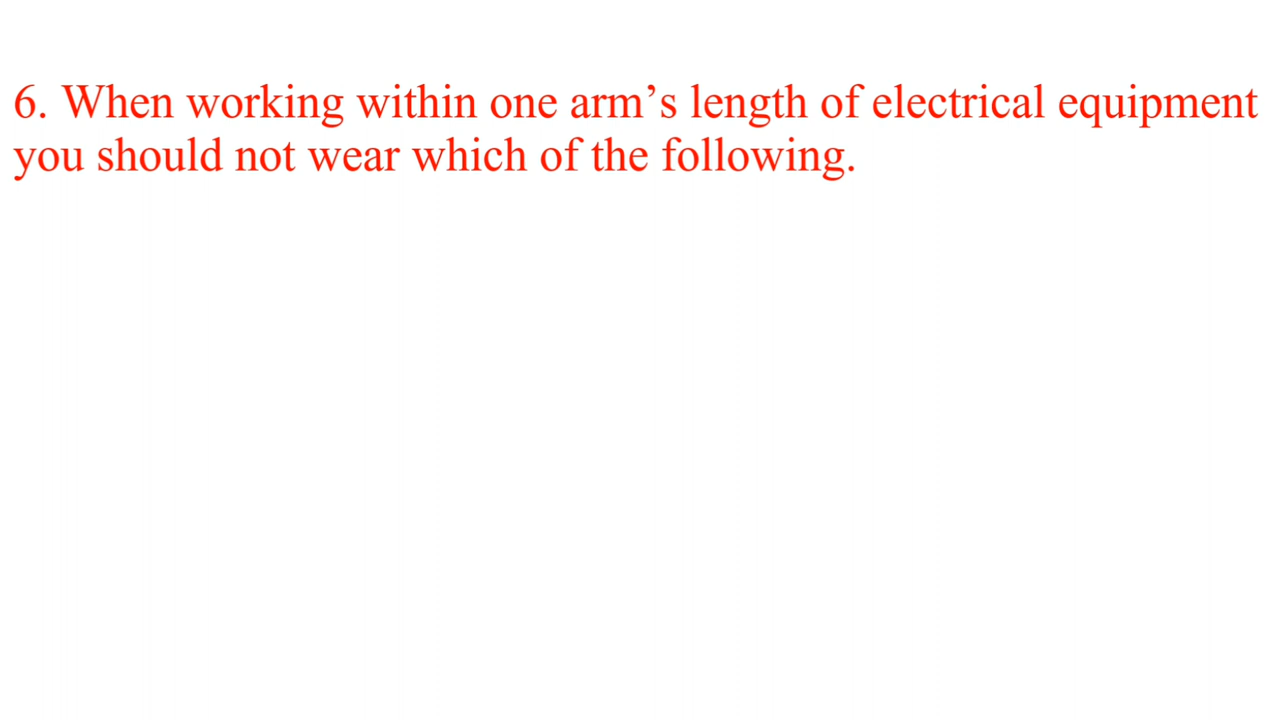 6. When working within one arm’s length of electrical equipment
you should not wear which of the following.